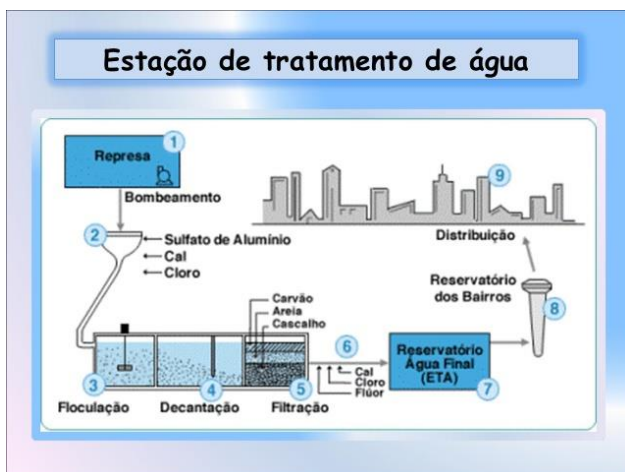 Estação de tratamento de água
1
Represa
Bombeamento
2
Sulfato de Alumínio
Cal
Cloro
3
Floculação
4
Decantação
Carvão
Areia
Cascalho
5
Filtração
6
Cal
Cloro
Flúor
Reservatório
Água Final
(ETA)
7
Reservatório
dos Bairros
8
9
Distribuição